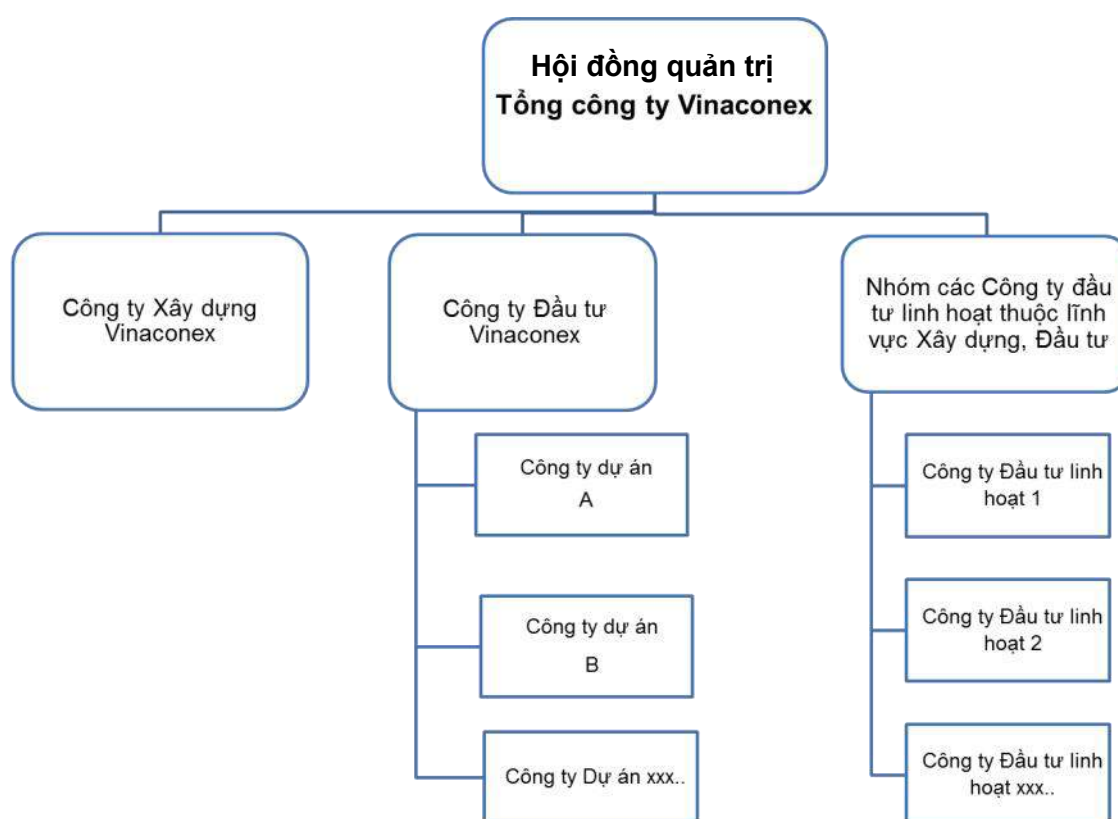 Hội đồng quản trị
Tổng công ty Vinaconex
Công ty Xây dựng
Vinaconex
Công ty Đầu tư
Vinaconex
Nhóm các Công ty đầu
tư linh hoạt thuộc lĩnh
vực Xây dựng, Đầu tư
Công ty dự án
A
Công ty dự án
B
Công ty Dự án xxx..
Công ty Đầu tư linh
hoạt 1
Công ty Đầu tư linh
hoạt 2
Công ty Đầu tư linh
hoạt xxx..